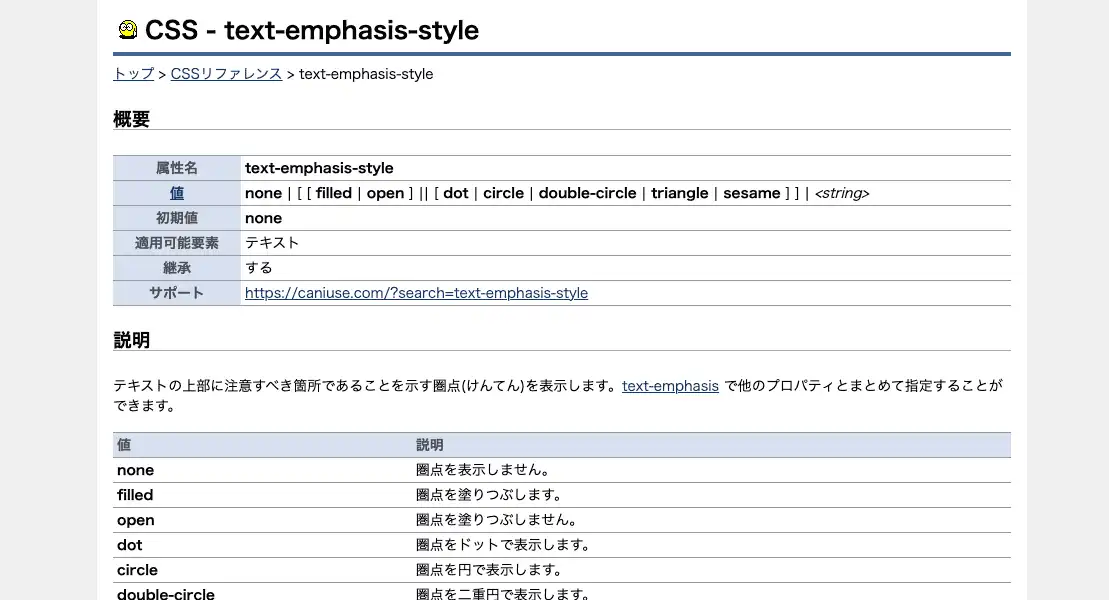 CSS - text-emphasis-style
トップ > CSSリファレンス > text-emphasis-style
概要
属性名 text-emphasis-style
値 none | [ [ filled | open ] || [ dot | circle | double-circle | triangle | sesame ] ] | <string>
初期値 none
適用可能要素 テキスト
継承 する
サポート https://caniuse.com/?search=text-emphasis-style
説明
テキストの上部に注意すべき箇所であることを示す圏点(けんてん)を表示します。text-emphasis で他のプロパティとまとめて指定することが
できます。
値 説明
none 圏点を表示しません。
filled 圏点を塗りつぶします。
open 圏点を塗りつぶしません。
dot 圏点をドットで表示します。
circle 圏点を円で表示します。
double-circle 圏点を二重円で表示します。